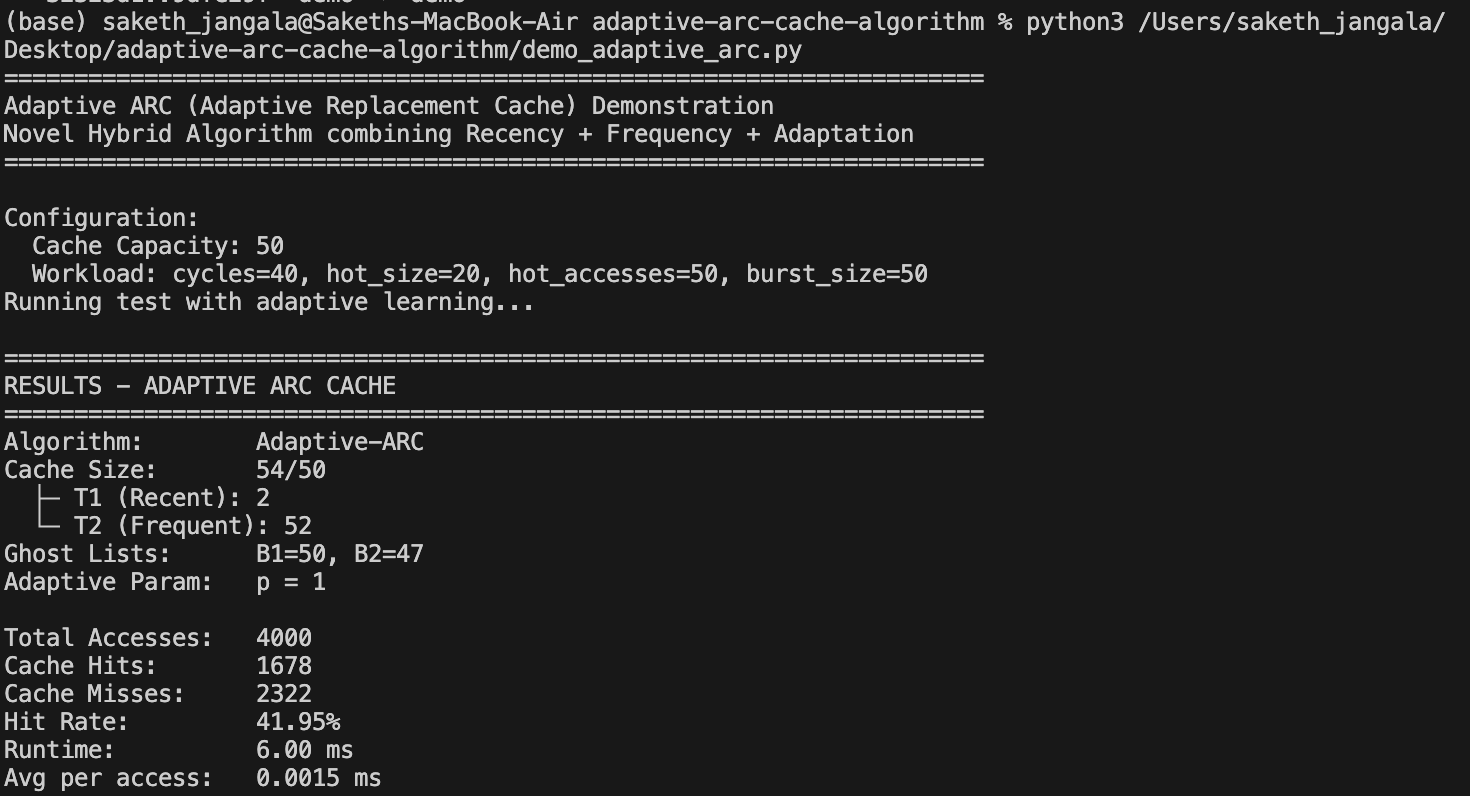 (base) saketh_jangala@Sakeths-MacBook-Air adaptive-arc-cache-algorithm % python3 /Users/saketh_jangala/
Desktop/adaptive-arc-cache-algorithm/demo_adaptive_arc.py
======================================================================
Adaptive ARC (Adaptive Replacement Cache) Demonstration
Novel Hybrid Algorithm combining Recency + Frequency + Adaptation
======================================================================
Configuration:
  Cache Capacity: 50
  Workload: cycles=40, hot_size=20, hot_accesses=50, burst_size=50
Running test with adaptive learning...
======================================================================
RESULTS - ADAPTIVE ARC CACHE
======================================================================
Algorithm:        Adaptive-ARC
Cache Size:       54/50
  ├─ T1 (Recent): 2
  └─ T2 (Frequent): 52
Ghost Lists:      B1=50, B2=47
Adaptive Param:   p = 1
Total Accesses:   4000
Cache Hits:       1678
Cache Misses:     2322
Hit Rate:         41.95%
Runtime:          6.00 ms
Avg per access:   0.0015 ms